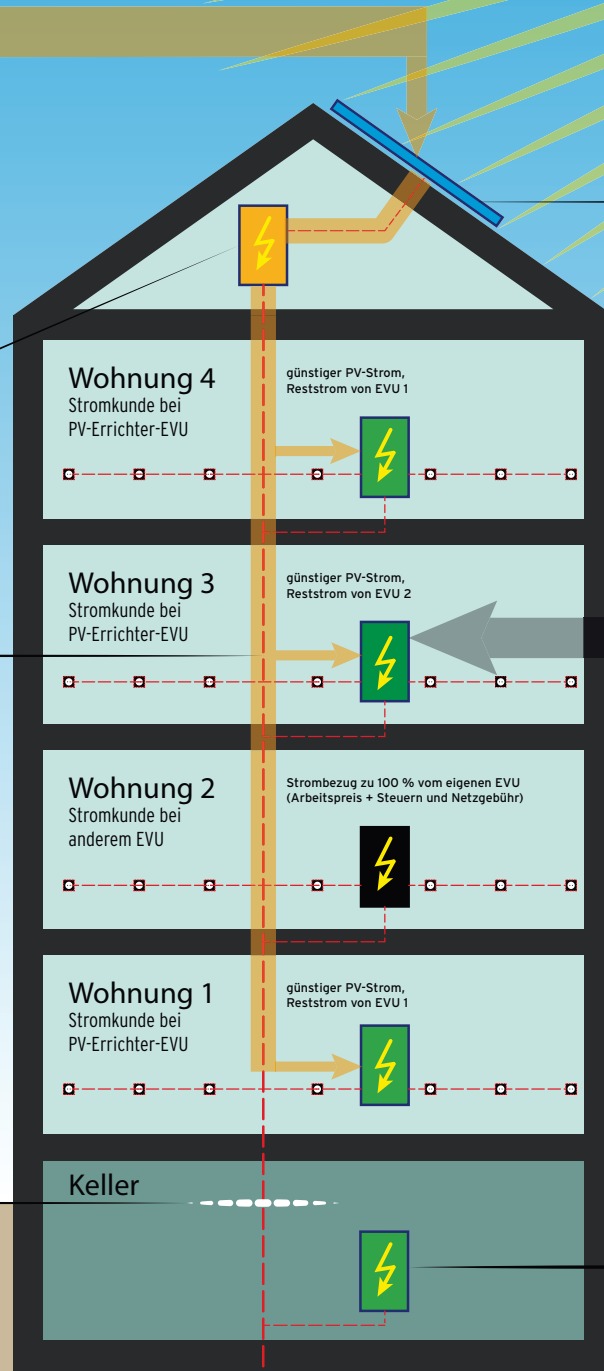 Wohnung 4
Stromkunde bei
PV-Errichter-EVU
günstiger PV-Strom,
Reststrom von EVU 1
Wohnung 3
Stromkunde bei
PV-Errichter-EVU
günstiger PV-Strom,
Reststrom von EVU 2
Wohnung 2
Stromkunde bei
anderem EVU
Strombezug zu 100 % vom eigenen EVU
(Arbeitspreis + Steuern und Netzgebühr)
Wohnung 1
Stromkunde bei
PV-Errichter-EVU
günstiger PV-Strom,
Reststrom von EVU 1
Keller